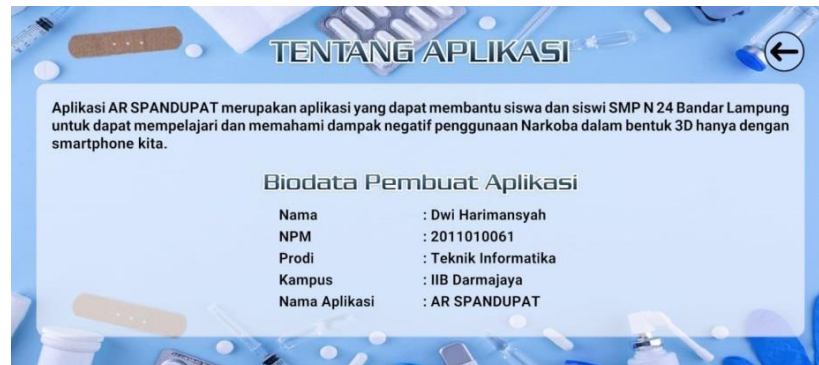 TENTANG APLIKASI
Aplikasi AR SPANDUPAT merupakan aplikasi yang dapat membantu siswa dan siswi SMP N 24 Bandar Lampung
untuk dapat mempelajari dan memahami dampak negatif penggunaan Narkoba dalam bentuk 3D hanya dengan
smartphone kita.
Biodata Pembuat Aplikasi
Nama : Dwi Harimansyah
NPM : 2011010061
Prodi : Teknik Informatika
Kampus : IIB Darmajaya
Nama Aplikasi : AR SPANDUPAT